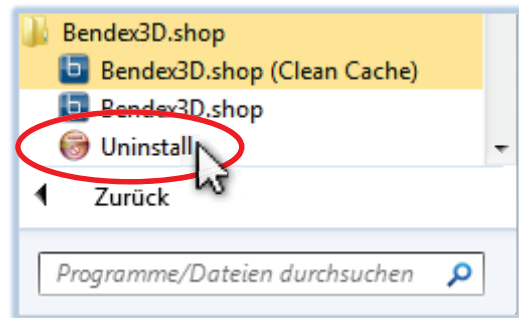 Bendex3D.shop
Bendex3D.shop (Clean Cache)
Bendex3D.shop
Uninstall
Zurück
Programme/Dateien durchsuchen